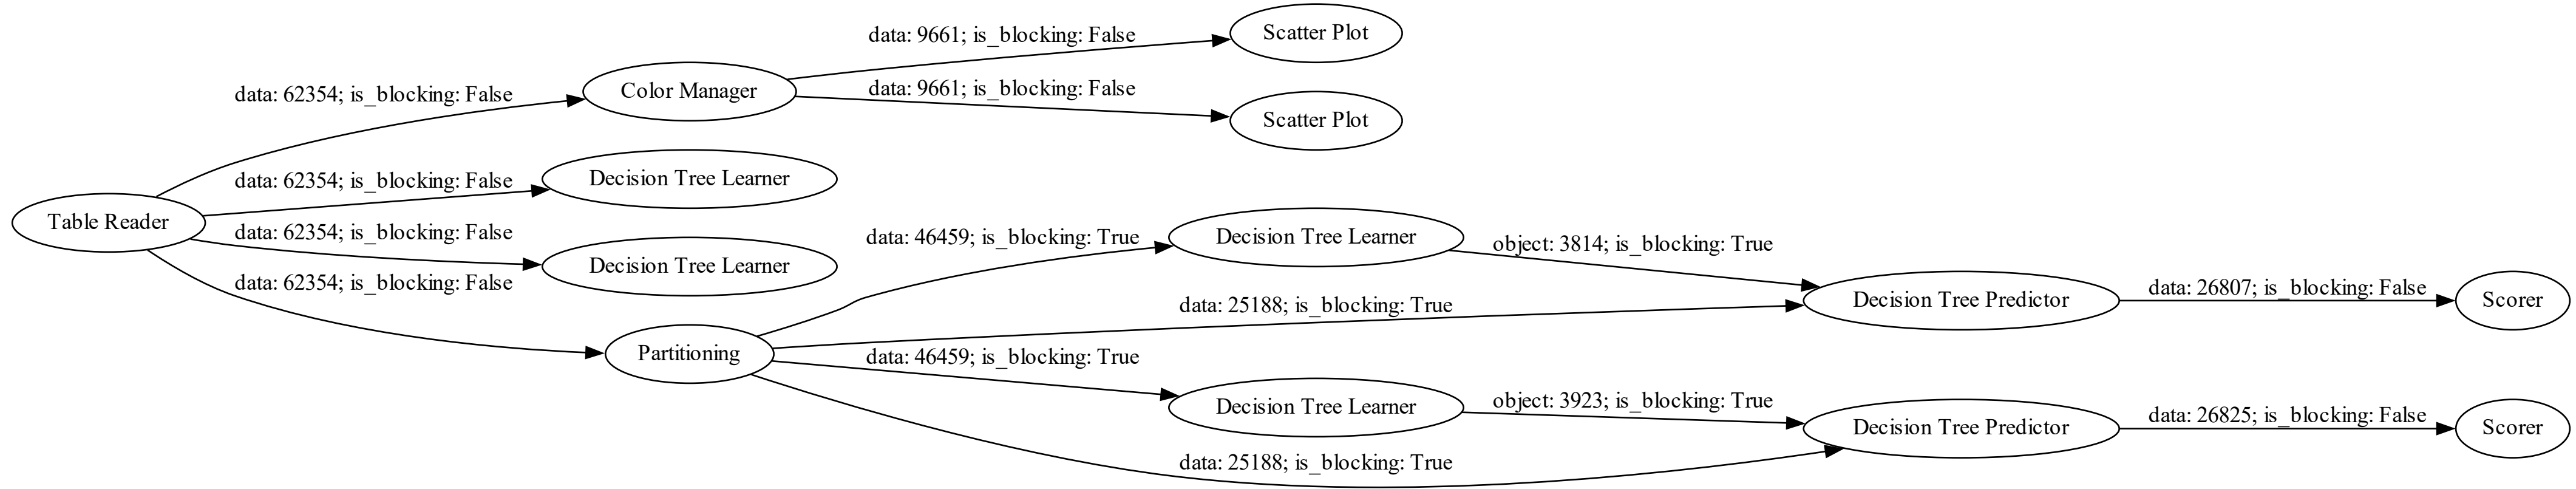 data: 9661; is_blocking: False
Scatter Plot
data: 62354; is_blocking: False
Color Manager
data: 9661; is_blocking: False
Scatter Plot
data: 62354; is_blocking: False
Decision Tree Learner
Table Reader
data: 62354; is_blocking: False
Decision Tree Learner
data: 62354; is_blocking: False
data: 46459; is_blocking: True
Decision Tree Learner
object: 3814; is_blocking: True
data: 25188; is_blocking: True
Decision Tree Predictor
data: 26807; is_blocking: False
Scorer
Partitioning
data: 46459; is_blocking: True
Decision Tree Learner
object: 3923; is_blocking: True
Decision Tree Predictor
data: 26825; is_blocking: False
Scorer
data: 25188; is_blocking: True